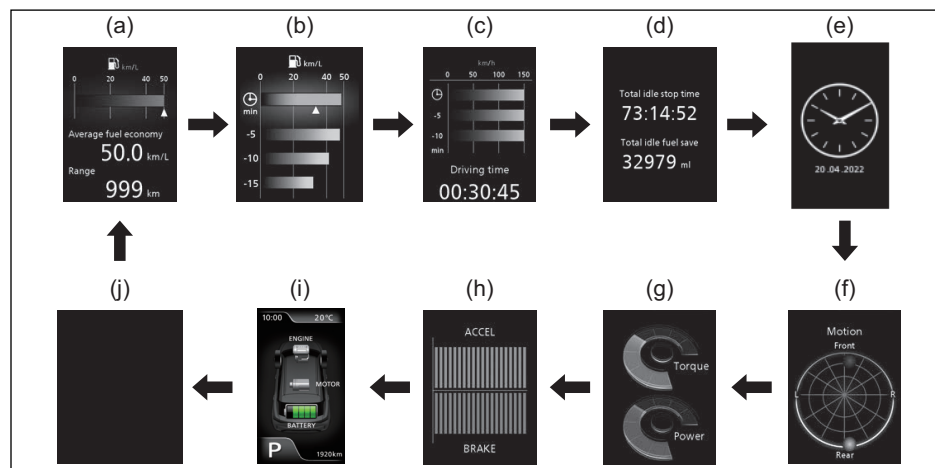 (a)
km/L
0 20 40 50
Average fuel economy
50.0 km/L
Range
999 km
(b)
km/L
0 20 40 50
min
-5
-10
-15
(c)
km/h
0 50 100 150
-5
-10
min
Driving time
00:30:45
(d)
Total idle stop time
73:14:52
Total idle fuel save
32979 ml
(e)
20 .04 .2022
(f)
Motion
Front
L R
Rear
(g)
Torque
Power
(h)
ACCEL
BRAKE
(i)
10:00 20°C
ENGINE
MOTOR
BATTERY
P 1920km
(j)